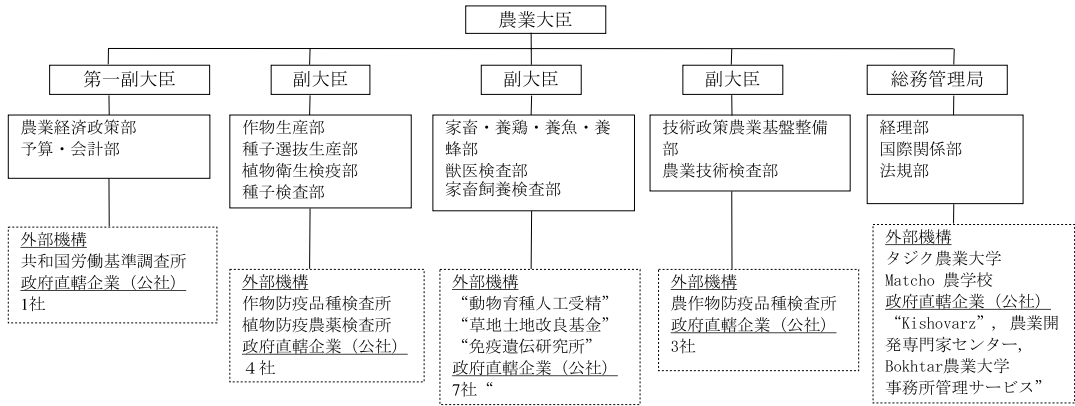 農業大臣
第一副大臣
副大臣
副大臣
副大臣
総務管理局
農業経済政策部
予算・会計部
作物生産部
種子選抜生産部
植物衛生検疫部
種子検査部
家畜・養鶏・養魚・養
蜂部
獣医検査部
家畜飼養検査部
技術政策農業基盤整備
部
農業技術検査部
経理部
国際関係部
法規部
外部機構
共和国労働基準調査所
政府直轄企業（公社）
1社
外部機構
作物防疫品種検査所
植物防疫農薬検査所
政府直轄企業（公社）
４社
外部機構
“動物育種人工受精”
“草地土地改良基金”
“免疫遺伝研究所”
政府直轄企業（公社）
7社“
外部機構
農作物防疫品種検査所
政府直轄企業（公社）
3社
外部機構
タジク農業大学
Matcho 農学校
政府直轄企業（公社）
“Kishovarz”, 農業開
発専門家センター,
Bokhtar農業大学
事務所管理サービス”